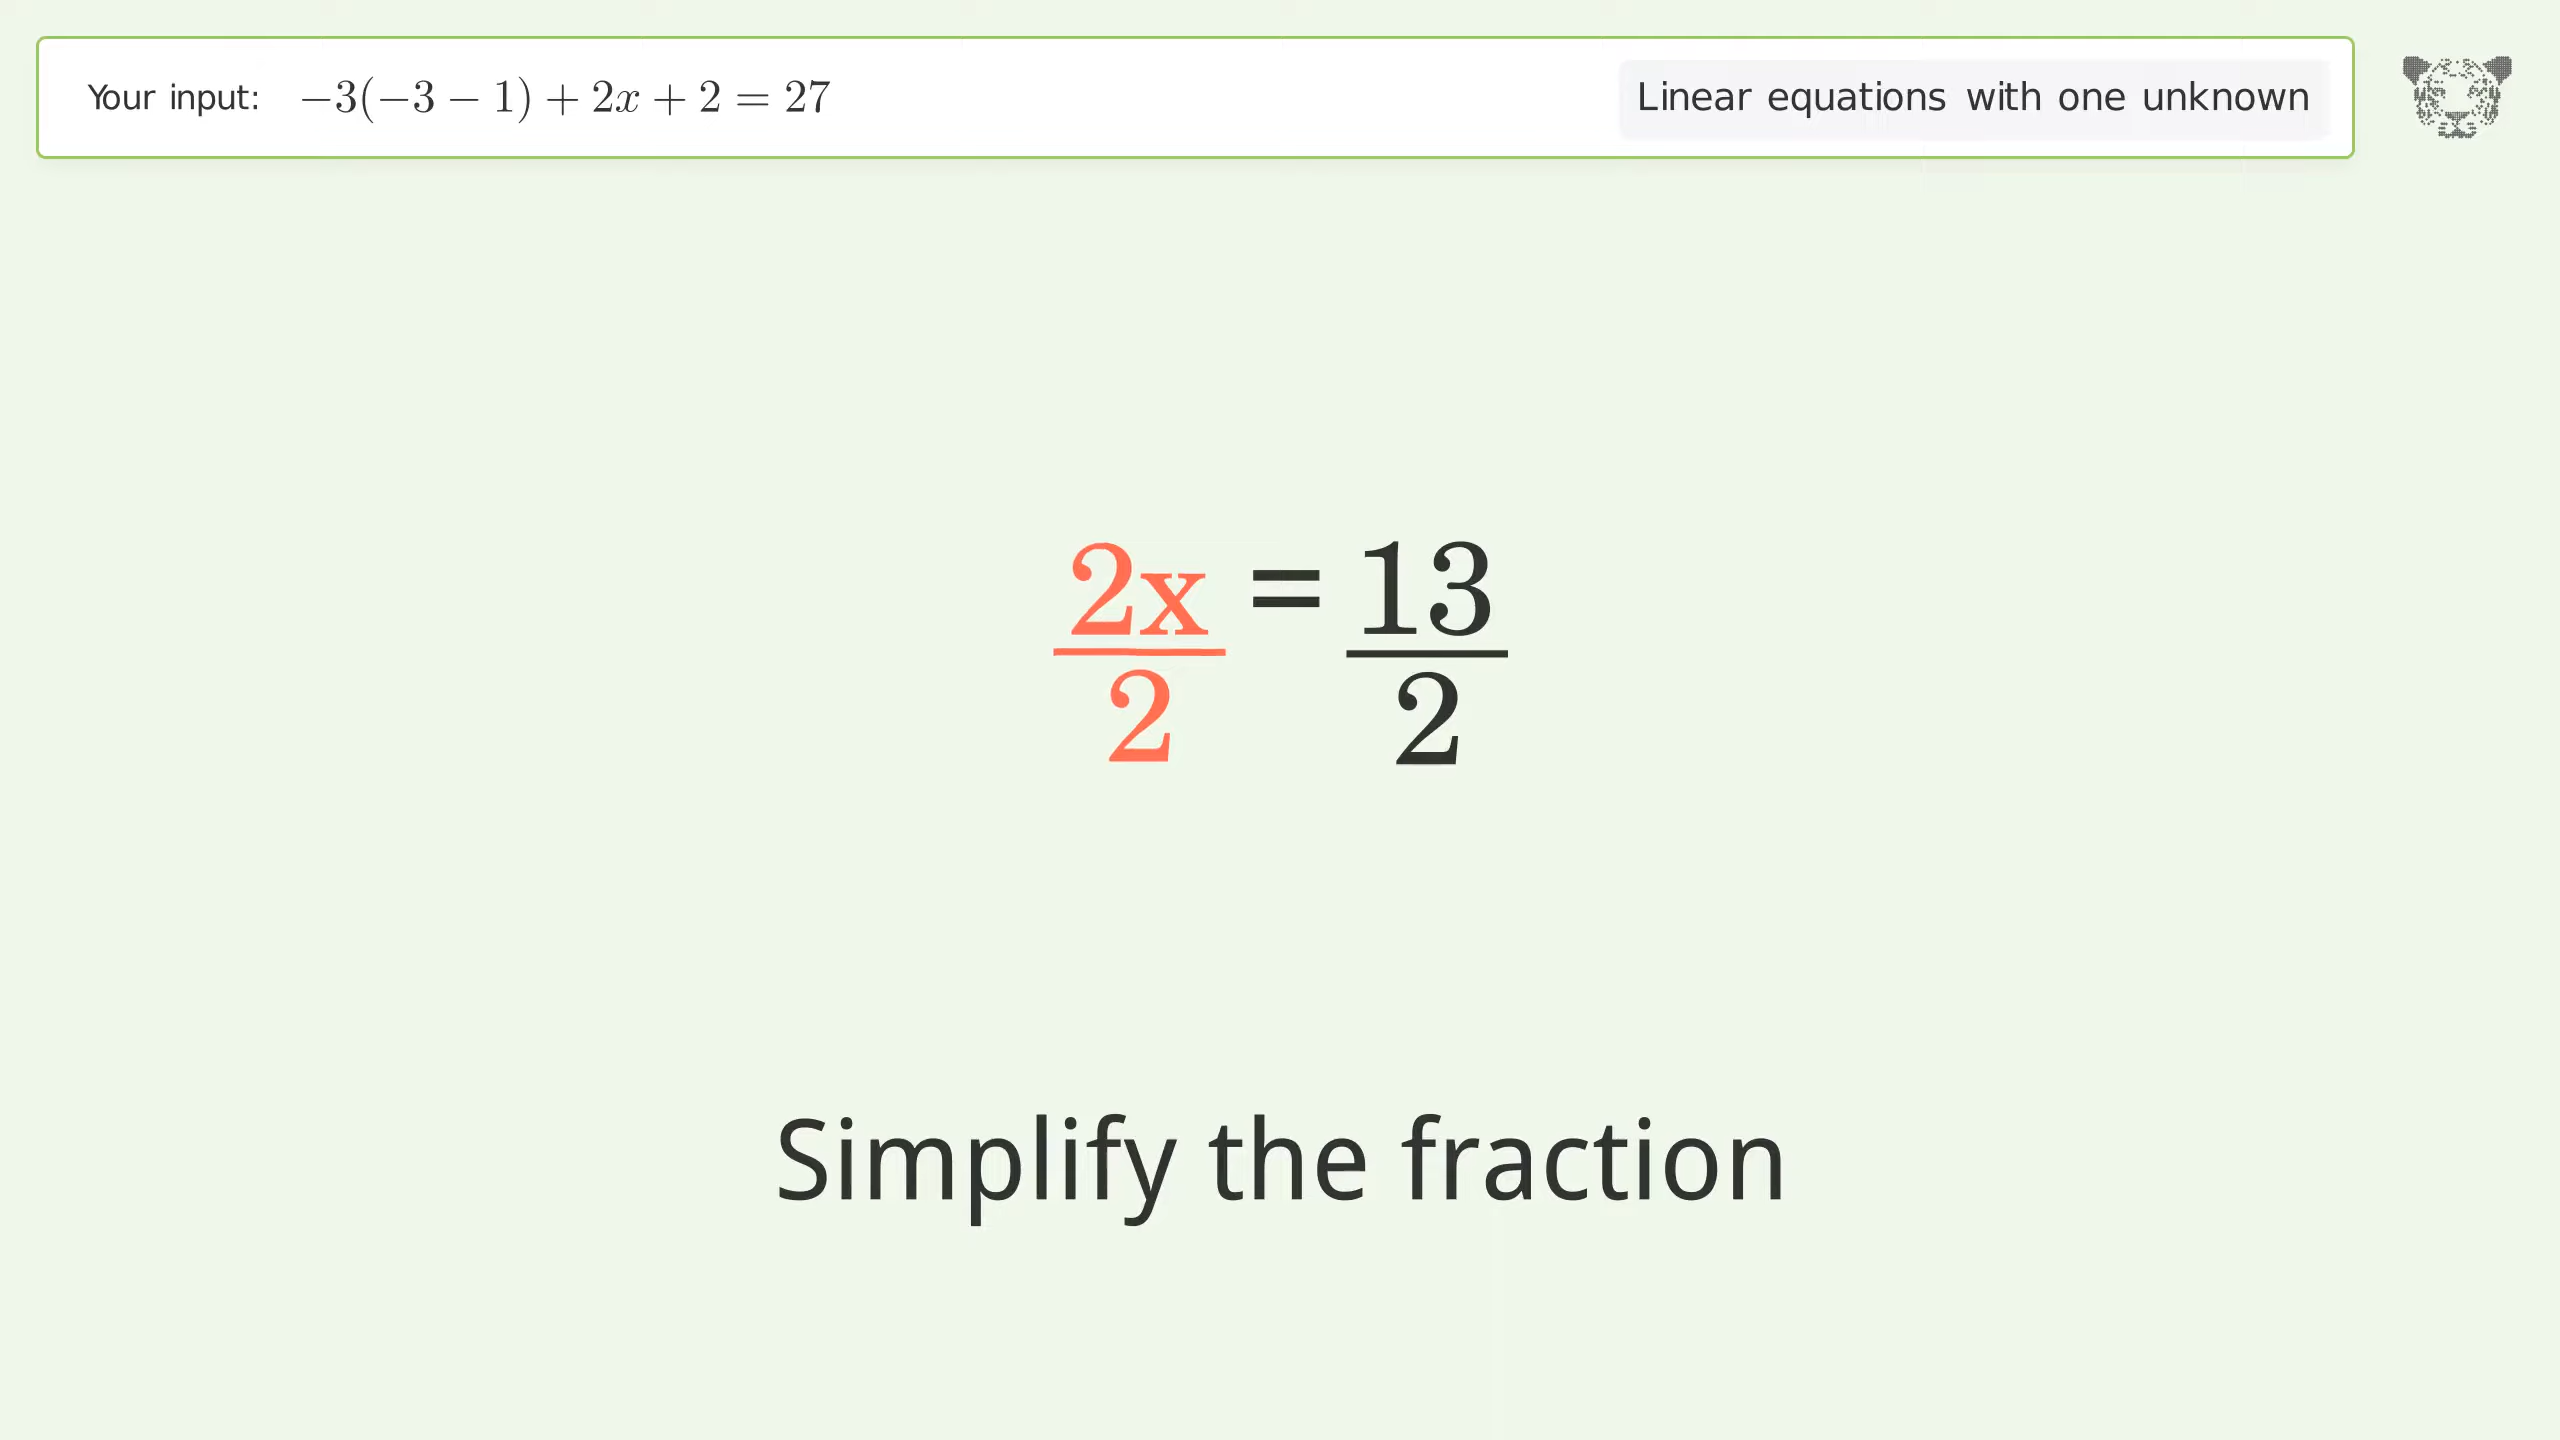 Your input: −3(−3 − 1) + 2x + 2 = 27
Linear equations with one unknown
2x/2 = 13/2
Simplify the fraction